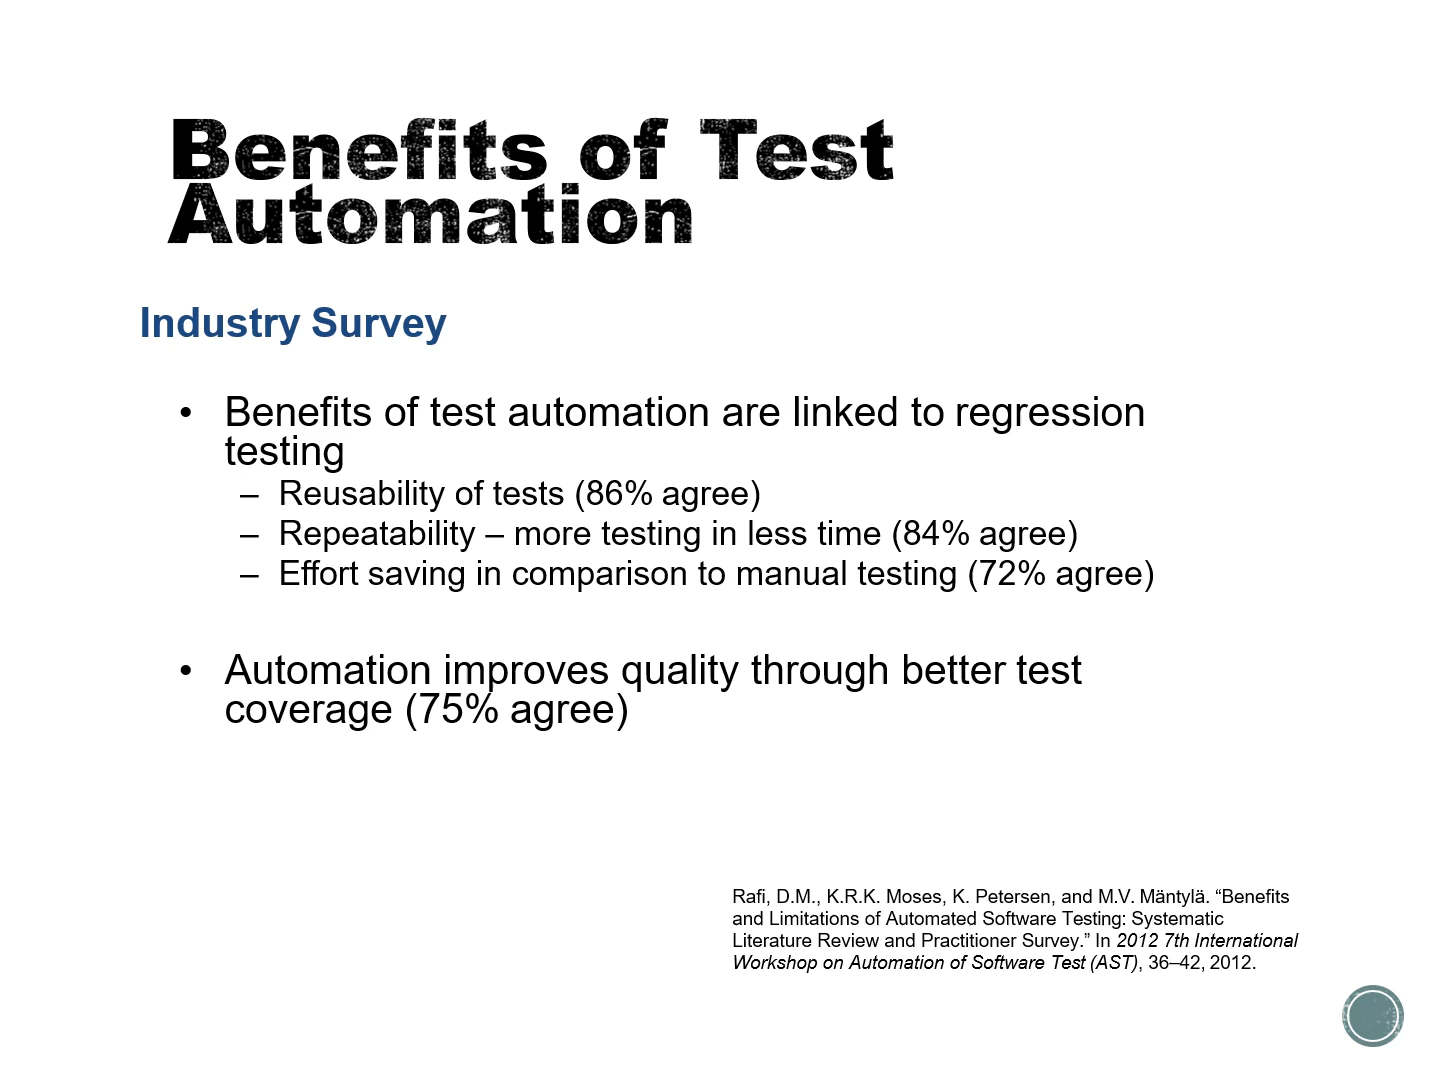 Benefits of Test
Automation
Industry Survey
• Benefits of test automation are linked to regression
testing
– Reusability of tests (86% agree)
– Repeatability – more testing in less time (84% agree)
– Effort saving in comparison to manual testing (72% agree)
• Automation improves quality through better test
coverage (75% agree)
Rafi, D.M., K.R.K. Moses, K. Petersen, and M.V. Mäntylä. “Benefits
and Limitations of Automated Software Testing: Systematic
Literature Review and Practitioner Survey.” In 2012 7th International
Workshop on Automation of Software Test (AST), 36–42, 2012.